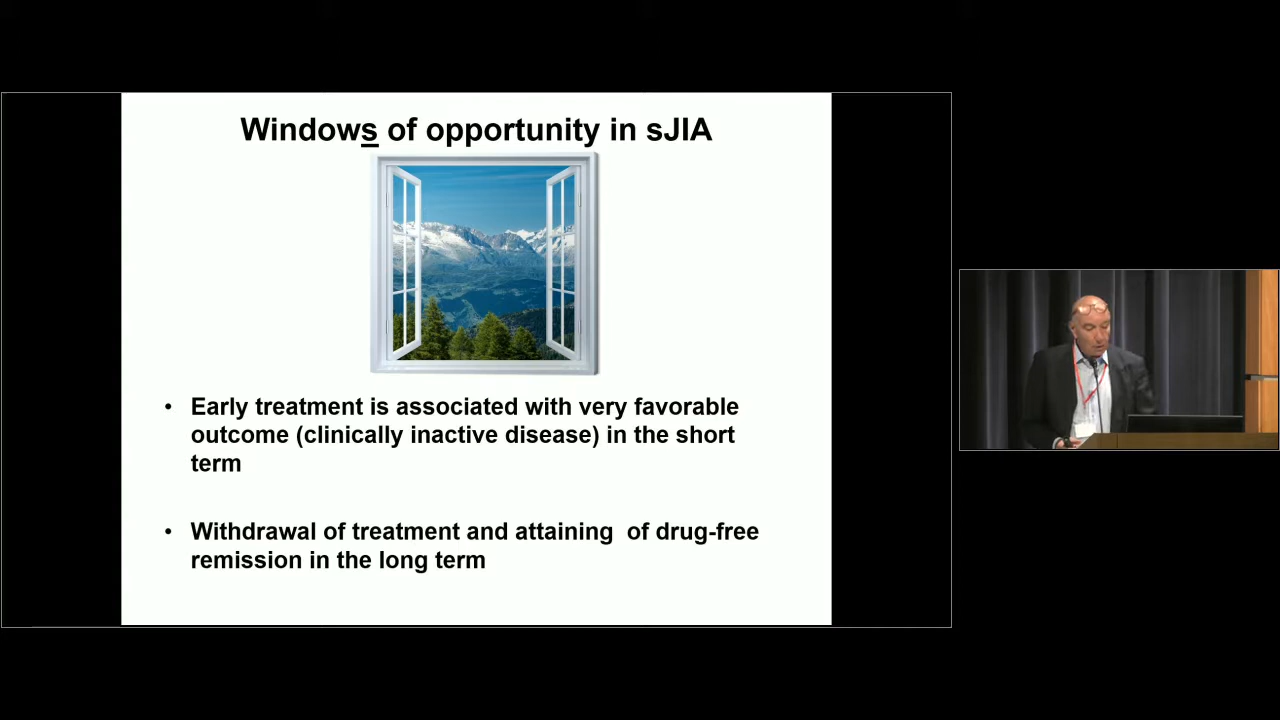 Windows of opportunity in sJIA
• Early treatment is associated with very favorable
outcome (clinically inactive disease) in the short
term
• Withdrawal of treatment and attaining of drug-free
remission in the long term